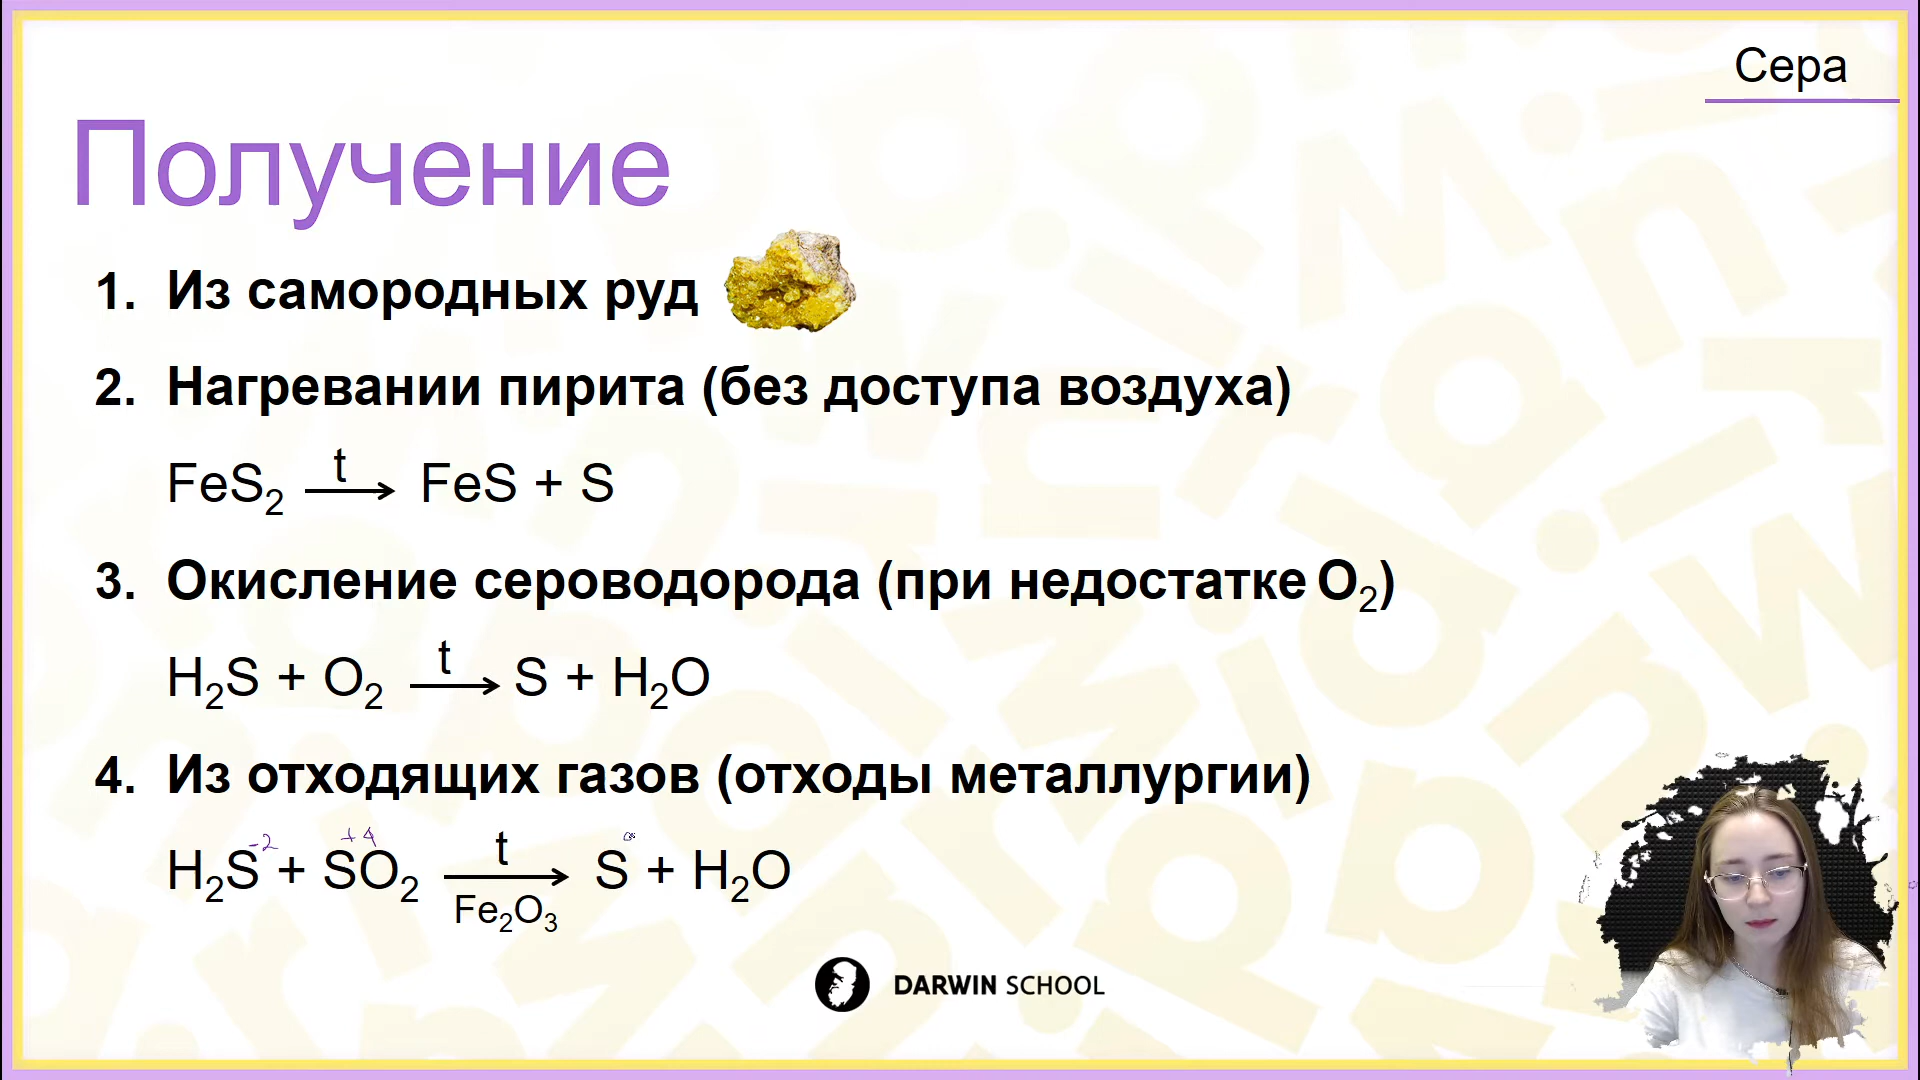 Сера
Получение
1. Из самородных руд
2. Нагревании пирита (без доступа воздуха)
t
FeS₂ → FeS + S
3. Окисление сероводорода (при недостатке O₂)
t
H₂S + O₂ → S + H₂O
4. Из отходящих газов (отходы металлургии)
-2 +4 0
t
H₂S + SO₂ → S + H₂O
Fe₂O₃
DARWIN SCHOOL